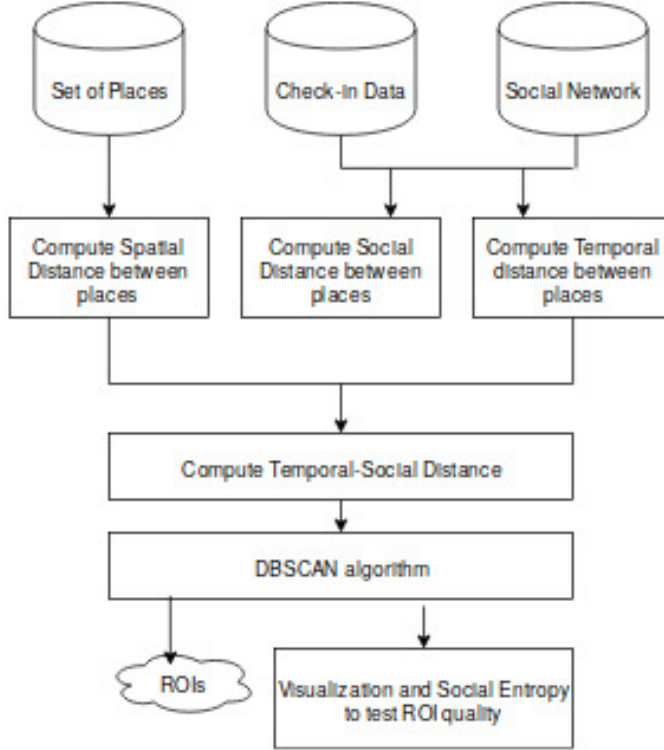 Set of Places
Check-in Data
Social Network
Compute Spatial
Distance between
places
Compute Social
Distance between
places
Compute Temporal
distance between
places
Compute Temporal-Social Distance
DBSCAN algorithm
ROIs
Visualization and Social Entropy
to test ROI quality